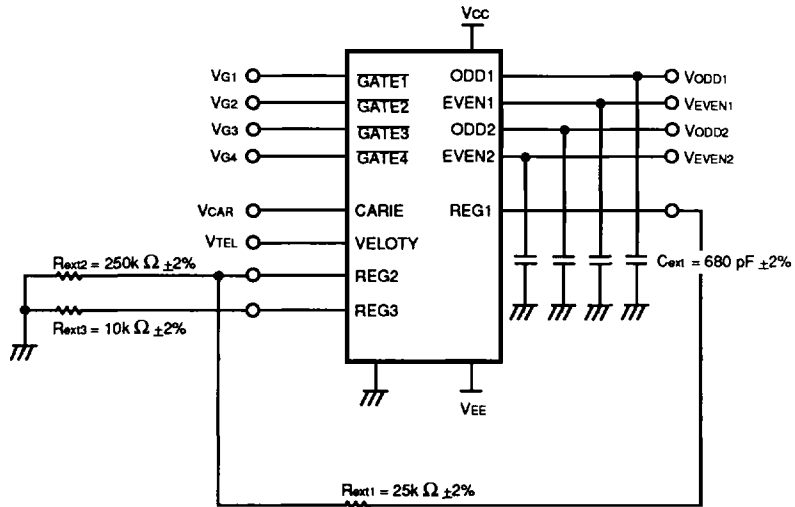 Vcc
VG1
GATE1
ODD1
VODD1
VG2
GATE2
EVEN1
VEVEN1
VG3
GATE3
ODD2
VODD2
VG4
GATE4
EVEN2
VEVEN2
VCAR
CARIE
REG1
VTEL
VELOTY
Rext2 = 250k Ω ±2%
REG2
Cext = 680 pF ±2%
REG3
Rext3 = 10k Ω ±2%
VEE
Rext1 = 25k Ω ±2%